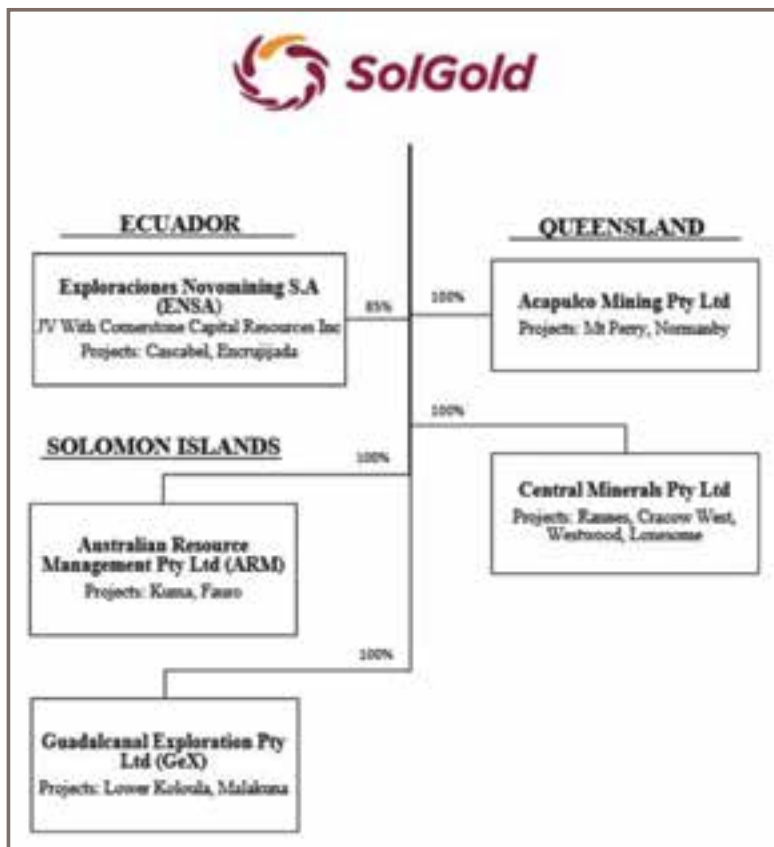 SolGold
ECUADOR
Exploraciones Novomining S.A
(ENSA)
JV With Cornerstone Capital Resources Inc
Projects: Cascabel, Encrujijada
85%
QUEENSLAND
100%
Acapulco Mining Pty Ltd
Projects: Mt Perry, Normanby
100%
Central Minerals Pty Ltd
Projects: Rannes, Cracow West,
Westwood, Lonesome
SOLOMON ISLANDS
100%
Australian Resource
Management Pty Ltd (ARM)
Projects: Kuma, Fauro
100%
Guadalcanal Exploration Pty
Ltd (GeX)
Projects: Lower Koloula, Malakuna